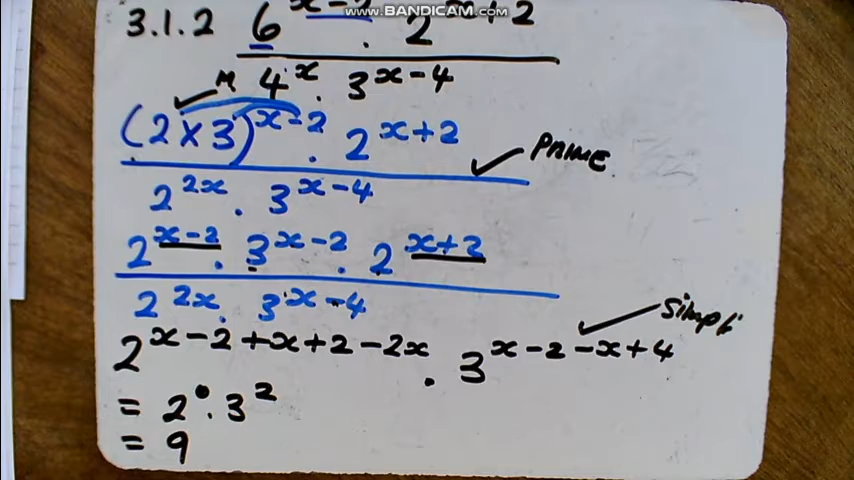 www.BANDICAM.com
3.1.2 6^(x-2) . 2^(x+2)
4^x . 3^(x-4)
M
(2×3)^(x-2) . 2^(x+2)
PRIME
2^(2x) . 3^(x-4)
2^(x-2) . 3^(x-2) . 2^(x+2)
2^(2x) . 3^(x-4)
Simpl
2^(x-2+x+2-2x) . 3^(x-2-x+4)
= 2^0 . 3^2
= 9